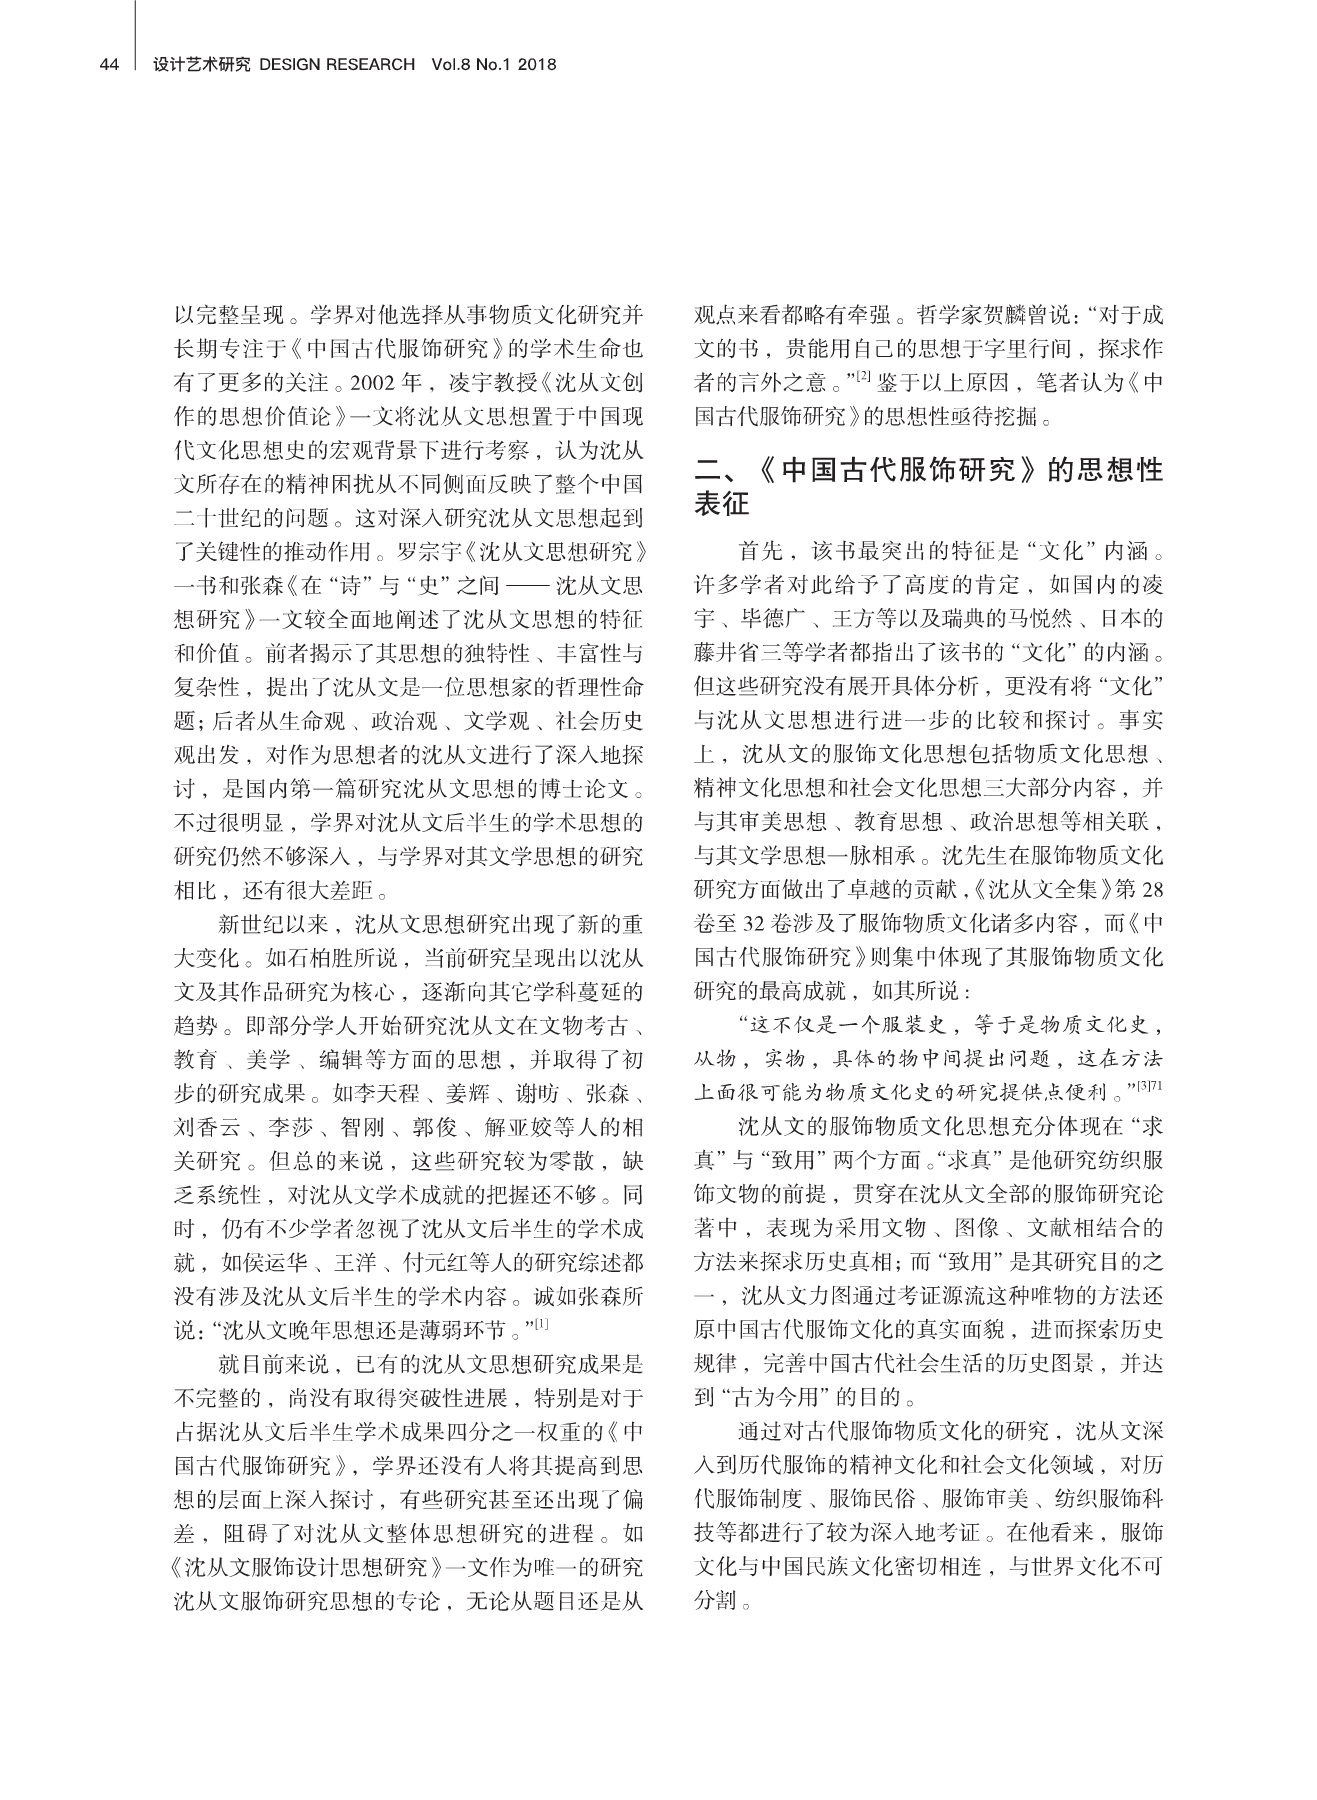 44 设计艺术研究 DESIGN RESEARCH Vol.8 No.1 2018
以完整呈现。学界对他选择从事物质文化研究并
长期专注于《中国古代服饰研究》的学术生命也
有了更多的关注。2002 年，凌宇教授《沈从文创
作的思想价值论》一文将沈从文思想置于中国现
代文化思想史的宏观背景下进行考察，认为沈从
文所存在的精神困扰从不同侧面反映了整个中国
二十世纪的问题。这对深入研究沈从文思想起到
了关键性的推动作用。罗宗宇《沈从文思想研究》
一书和张森《在“诗”与“史”之间 —— 沈从文思
想研究》一文较全面地阐述了沈从文思想的特征
和价值。前者揭示了其思想的独特性、丰富性与
复杂性，提出了沈从文是一位思想家的哲理性命
题；后者从生命观、政治观、文学观、社会历史
观出发，对作为思想者的沈从文进行了深入地探
讨，是国内第一篇研究沈从文思想的博士论文。
不过很明显，学界对沈从文后半生的学术思想的
研究仍然不够深入，与学界对其文学思想的研究
相比，还有很大差距。
新世纪以来，沈从文思想研究出现了新的重
大变化。如石柏胜所说，当前研究呈现出以沈从
文及其作品研究为核心，逐渐向其它学科蔓延的
趋势。即部分学人开始研究沈从文在文物考古、
教育、美学、编辑等方面的思想，并取得了初
步的研究成果。如李天程、姜辉、谢昉、张森、
刘香云、李莎、智刚、郭俊、解亚姣等人的相
关研究。但总的来说，这些研究较为零散，缺
乏系统性，对沈从文学术成就的把握还不够。同
时，仍有不少学者忽视了沈从文后半生的学术成
就，如侯运华、王洋、付元红等人的研究综述都
没有涉及沈从文后半生的学术内容。诚如张森所
说：“沈从文晚年思想还是薄弱环节。”[1]
就目前来说，已有的沈从文思想研究成果是
不完整的，尚没有取得突破性进展，特别是对于
占据沈从文后半生学术成果四分之一权重的《中
国古代服饰研究》，学界还没有人将其提高到思
想的层面上深入探讨，有些研究甚至还出现了偏
差，阻碍了对沈从文整体思想研究的进程。如
《沈从文服饰设计思想研究》一文作为唯一的研究
沈从文服饰研究思想的专论，无论从题目还是从
观点来看都略有牵强。哲学家贺麟曾说：“对于成
文的书，贵能用自己的思想于字里行间，探求作
者的言外之意。”[2] 鉴于以上原因，笔者认为《中
国古代服饰研究》的思想性亟待挖掘。
二、《中国古代服饰研究》的思想性
表征
首先，该书最突出的特征是“文化”内涵。
许多学者对此给予了高度的肯定，如国内的凌
宇、毕德广、王方等以及瑞典的马悦然、日本的
藤井省三等学者都指出了该书的“文化”的内涵。
但这些研究没有展开具体分析，更没有将“文化”
与沈从文思想进行进一步的比较和探讨。事实
上，沈从文的服饰文化思想包括物质文化思想、
精神文化思想和社会文化思想三大部分内容，并
与其审美思想、教育思想、政治思想等相关联，
与其文学思想一脉相承。沈先生在服饰物质文化
研究方面做出了卓越的贡献，《沈从文全集》第 28
卷至 32 卷涉及了服饰物质文化诸多内容，而《中
国古代服饰研究》则集中体现了其服饰物质文化
研究的最高成就，如其所说：
“这不仅是一个服装史，等于是物质文化史，
从物，实物，具体的物中间提出问题，这在方法
上面很可能为物质文化史的研究提供点便利。”[3]71
沈从文的服饰物质文化思想充分体现在“求
真”与“致用”两个方面。“求真”是他研究纺织服
饰文物的前提，贯穿在沈从文全部的服饰研究论
著中，表现为采用文物、图像、文献相结合的
方法来探求历史真相；而“致用”是其研究目的之
一，沈从文力图通过考证源流这种唯物的方法还
原中国古代服饰文化的真实面貌，进而探索历史
规律，完善中国古代社会生活的历史图景，并达
到“古为今用”的目的。
通过对古代服饰物质文化的研究，沈从文深
入到历代服饰的精神文化和社会文化领域，对历
代服饰制度、服饰民俗、服饰审美、纺织服饰科
技等都进行了较为深入地考证。在他看来，服饰
文化与中国民族文化密切相连，与世界文化不可
分割。